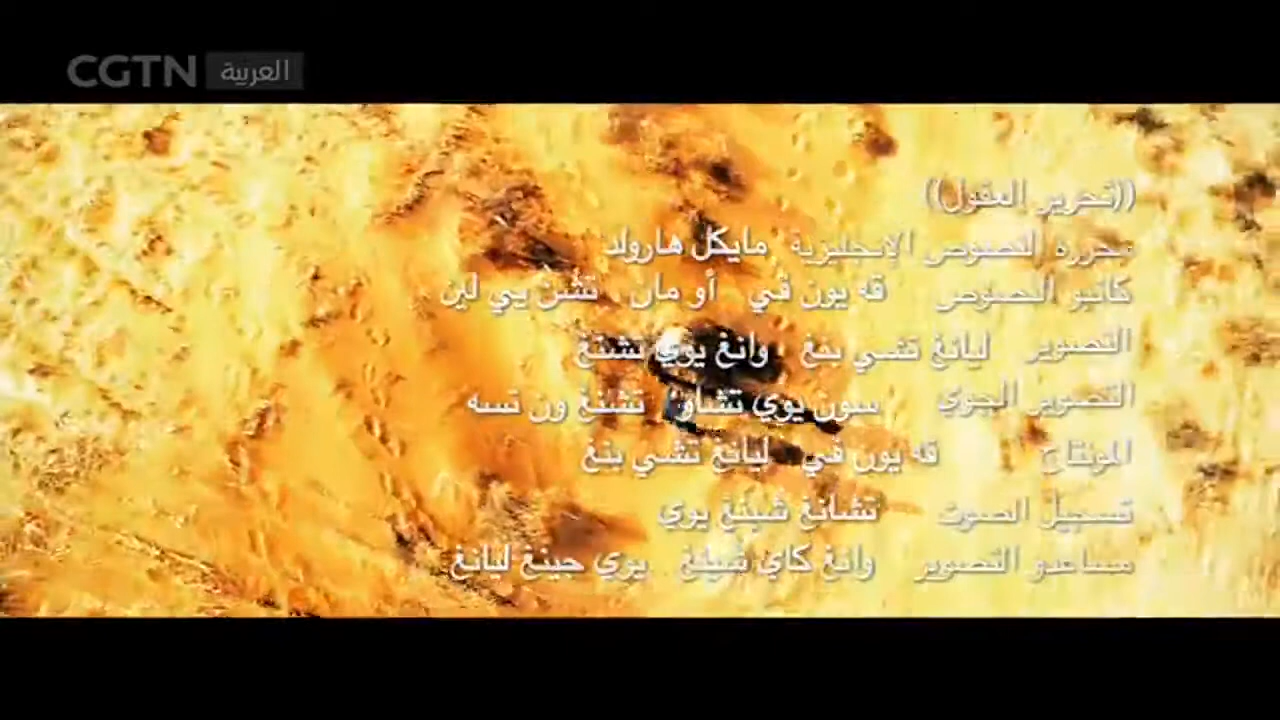 CGTN العربية
((تحرير العقول))
محررة النصوص الإنجليزية مايكل هارولد
كاتبو النصوص قه يون في أو مان تشن يي لين
التصوير ليانغ تشي بنغ وانغ يوي تشنغ
التصوير الجوي سون يوي تشاو تشنغ ون تسه
المونتاج قه يون في ليانغ تشي بنغ
تسجيل الصوت تشانغ شينغ يوي
مساعدو التصوير وانغ كاي شينغ يوي جينغ ليانغ